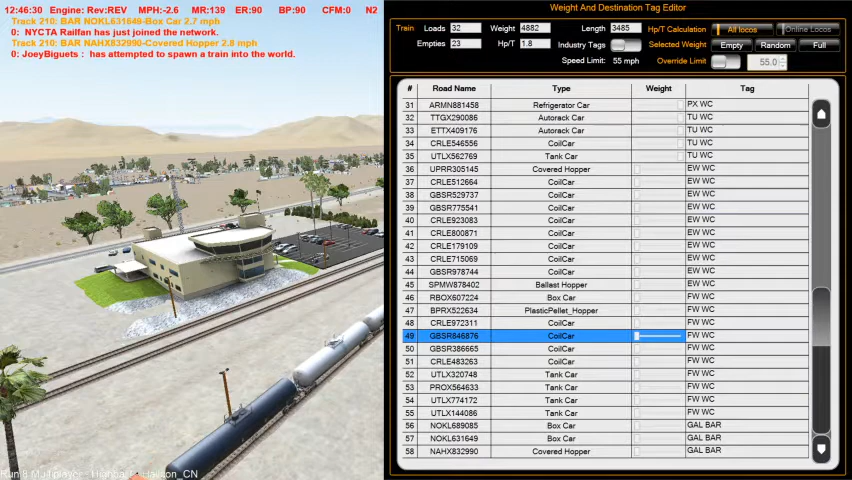 12:46:30 Engine: Rev:REV MPH:-2.6 MR:139 ER:90 BP:90 CFM:0 N2
Track 210: BAR NOKL631649-Box Car 2.7 mph
0: NYCTA Railfan has just joined the network.
Track 210: BAR NAHX832990-Covered Hopper 2.8 mph
0: JoeyBiguets : has attempted to spawn a train into the world.
Weight And Destination Tag Editor
Train Loads 32 Weight 4882 Length 3485 Hp/T Calculation All locos Online Locos
Empties 23 Hp/T 1.8 Industry Tags Selected Weight Empty Random Full
Speed Limit: 55 mph Override Limit 55.0
# Road Name Type Weight Tag
31 ARMN881458 Refrigerator Car PX WC
32 TTGX290086 Autorack Car TU WC
33 ETTX409176 Autorack Car TU WC
34 CRLE546556 CoilCar TU WC
35 UTLX562769 Tank Car TU WC
36 UPRR305145 Covered Hopper EW WC
37 CRLE512664 CoilCar EW WC
38 GBSR529737 CoilCar EW WC
39 GBSR775541 CoilCar EW WC
40 CRLE923083 CoilCar EW WC
41 CRLE800871 CoilCar EW WC
42 CRLE179109 CoilCar EW WC
43 CRLE715069 CoilCar EW WC
44 GBSR978744 CoilCar EW WC
45 SPMW878402 Ballast Hopper EW WC
46 RBOX607224 Box Car FW WC
47 BPRX522634 PlasticPellet_Hopper FW WC
48 CRLE972311 CoilCar FW WC
49 GBSR846876 CoilCar FW WC
50 GBSR386665 CoilCar FW WC
51 CRLE483263 CoilCar FW WC
52 UTLX320748 Tank Car FW WC
53 PROX564633 Tank Car FW WC
54 UTLX774172 Tank Car FW WC
55 UTLX144086 Tank Car FW WC
56 NOKL689085 Box Car GAL BAR
57 NOKL631649 Box Car GAL BAR
58 NAHX832990 Covered Hopper GAL BAR